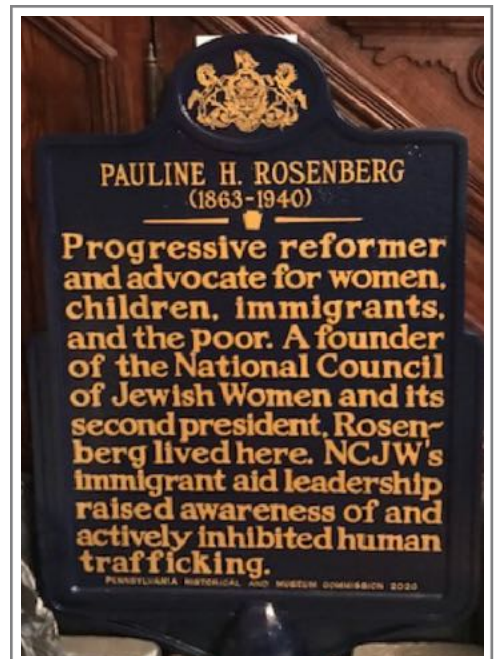 PAULINE H. ROSENBERG
(1863-1940)
Progressive reformer
and advocate for women,
children, immigrants,
and the poor. A founder
of the National Council
of Jewish Women and its
second president, Rosen-
berg lived here. NCJW's
immigrant aid leadership
raised awareness of and
actively inhibited human
trafficking.
PENNSYLVANIA HISTORICAL AND MUSEUM COMMISSION 2020